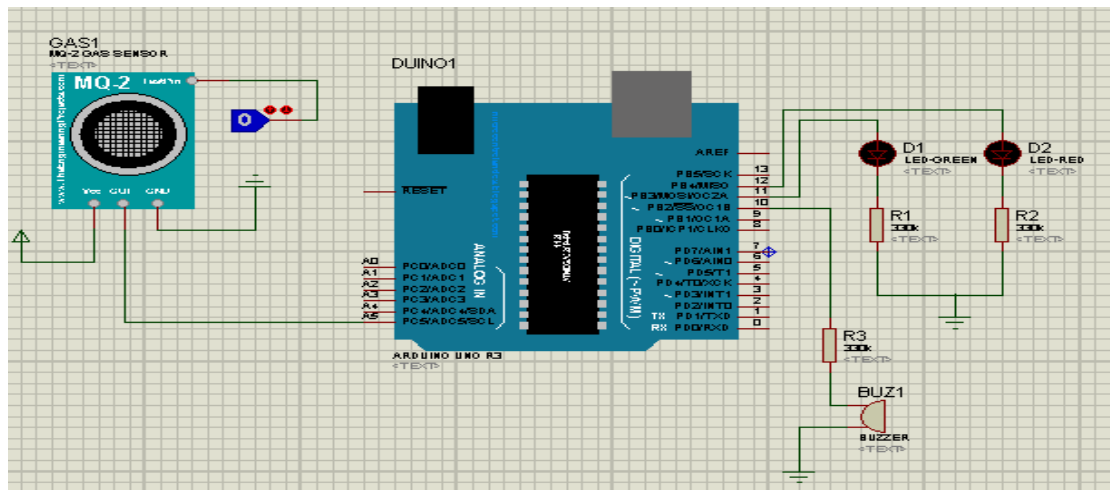 GAS1
MQ-2 GAS SENSOR
<TEXT>
MQ-2
TestPin
www.TheEngineeringProjects.com
Vcc OUT GND
0
DUINO1
RESET
AREF
PB5/SCK 13
PB4/MISO 12
~ PB3/MOSI/OC2A 11
~ PB2/SS/OC1B 10
~ PB1/OC1A 9
PB0/ICP1/CLKO 8
PD7/AIN1 7
~ PD6/AIN0 6
~ PD5/T1 5
PD4/T0/XCK 4
~ PD3/INT1 3
PD2/INT0 2
TX PD1/TXD 1
RX PD0/RXD 0
DIGITAL (~PWM)
ANALOG IN
A0 PC0/ADC0
A1 PC1/ADC1
A2 PC2/ADC2
A3 PC3/ADC3
A4 PC4/ADC4/SDA
A5 PC5/ADC5/SCL
ARDUINO UNO R3
<TEXT>
D1
LED-GREEN
<TEXT>
D2
LED-RED
<TEXT>
R1
330k
<TEXT>
R2
330k
<TEXT>
R3
330k
<TEXT>
BUZ1
BUZZER
<TEXT>